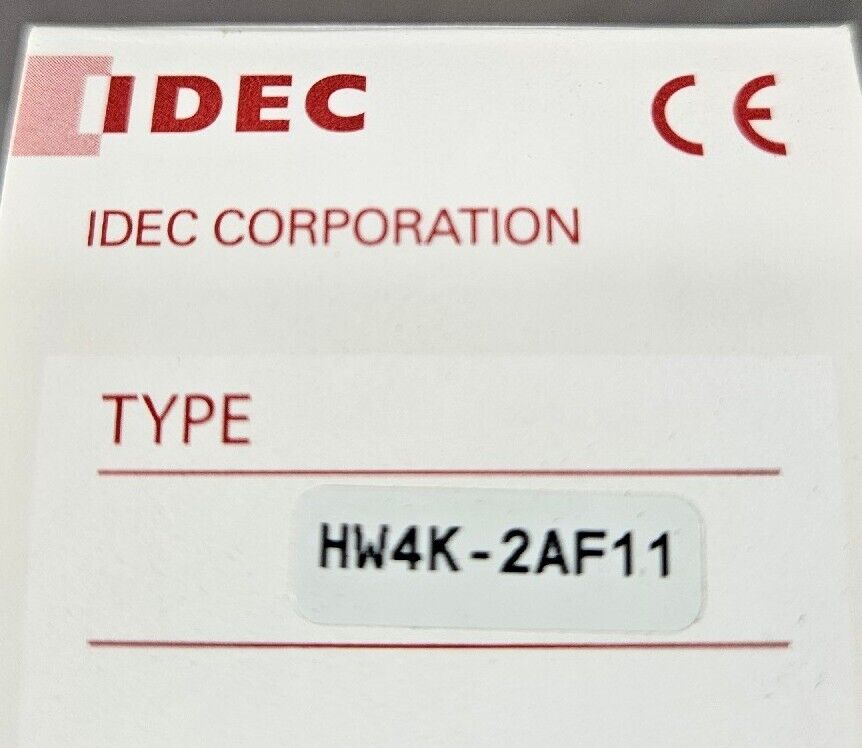 IDEC CE
IDEC CORPORATION
TYPE
HW4K-2AF11